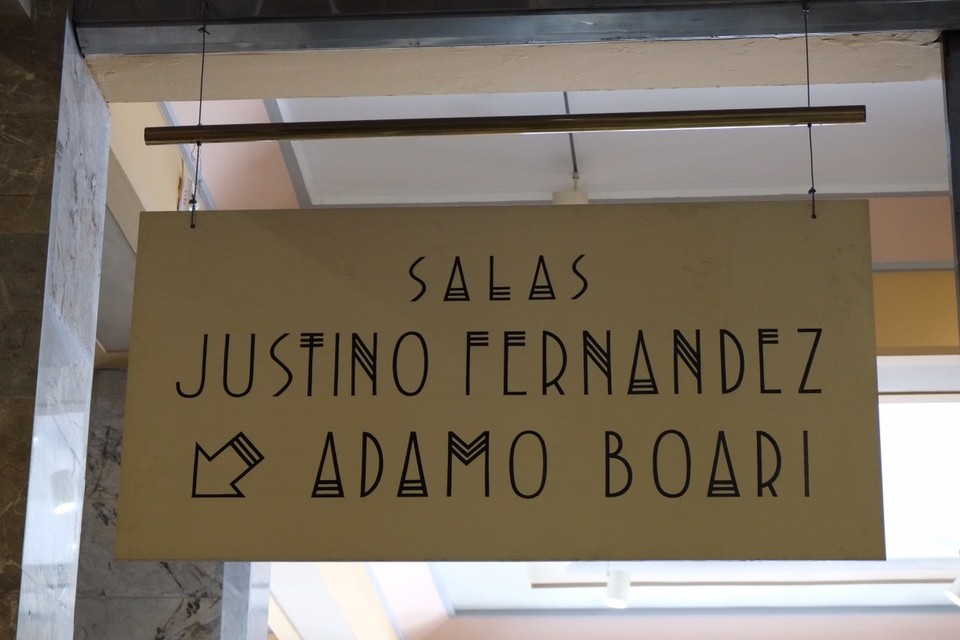 SALAS
JUSTINO FERNANDEZ
ADAMO BOARI